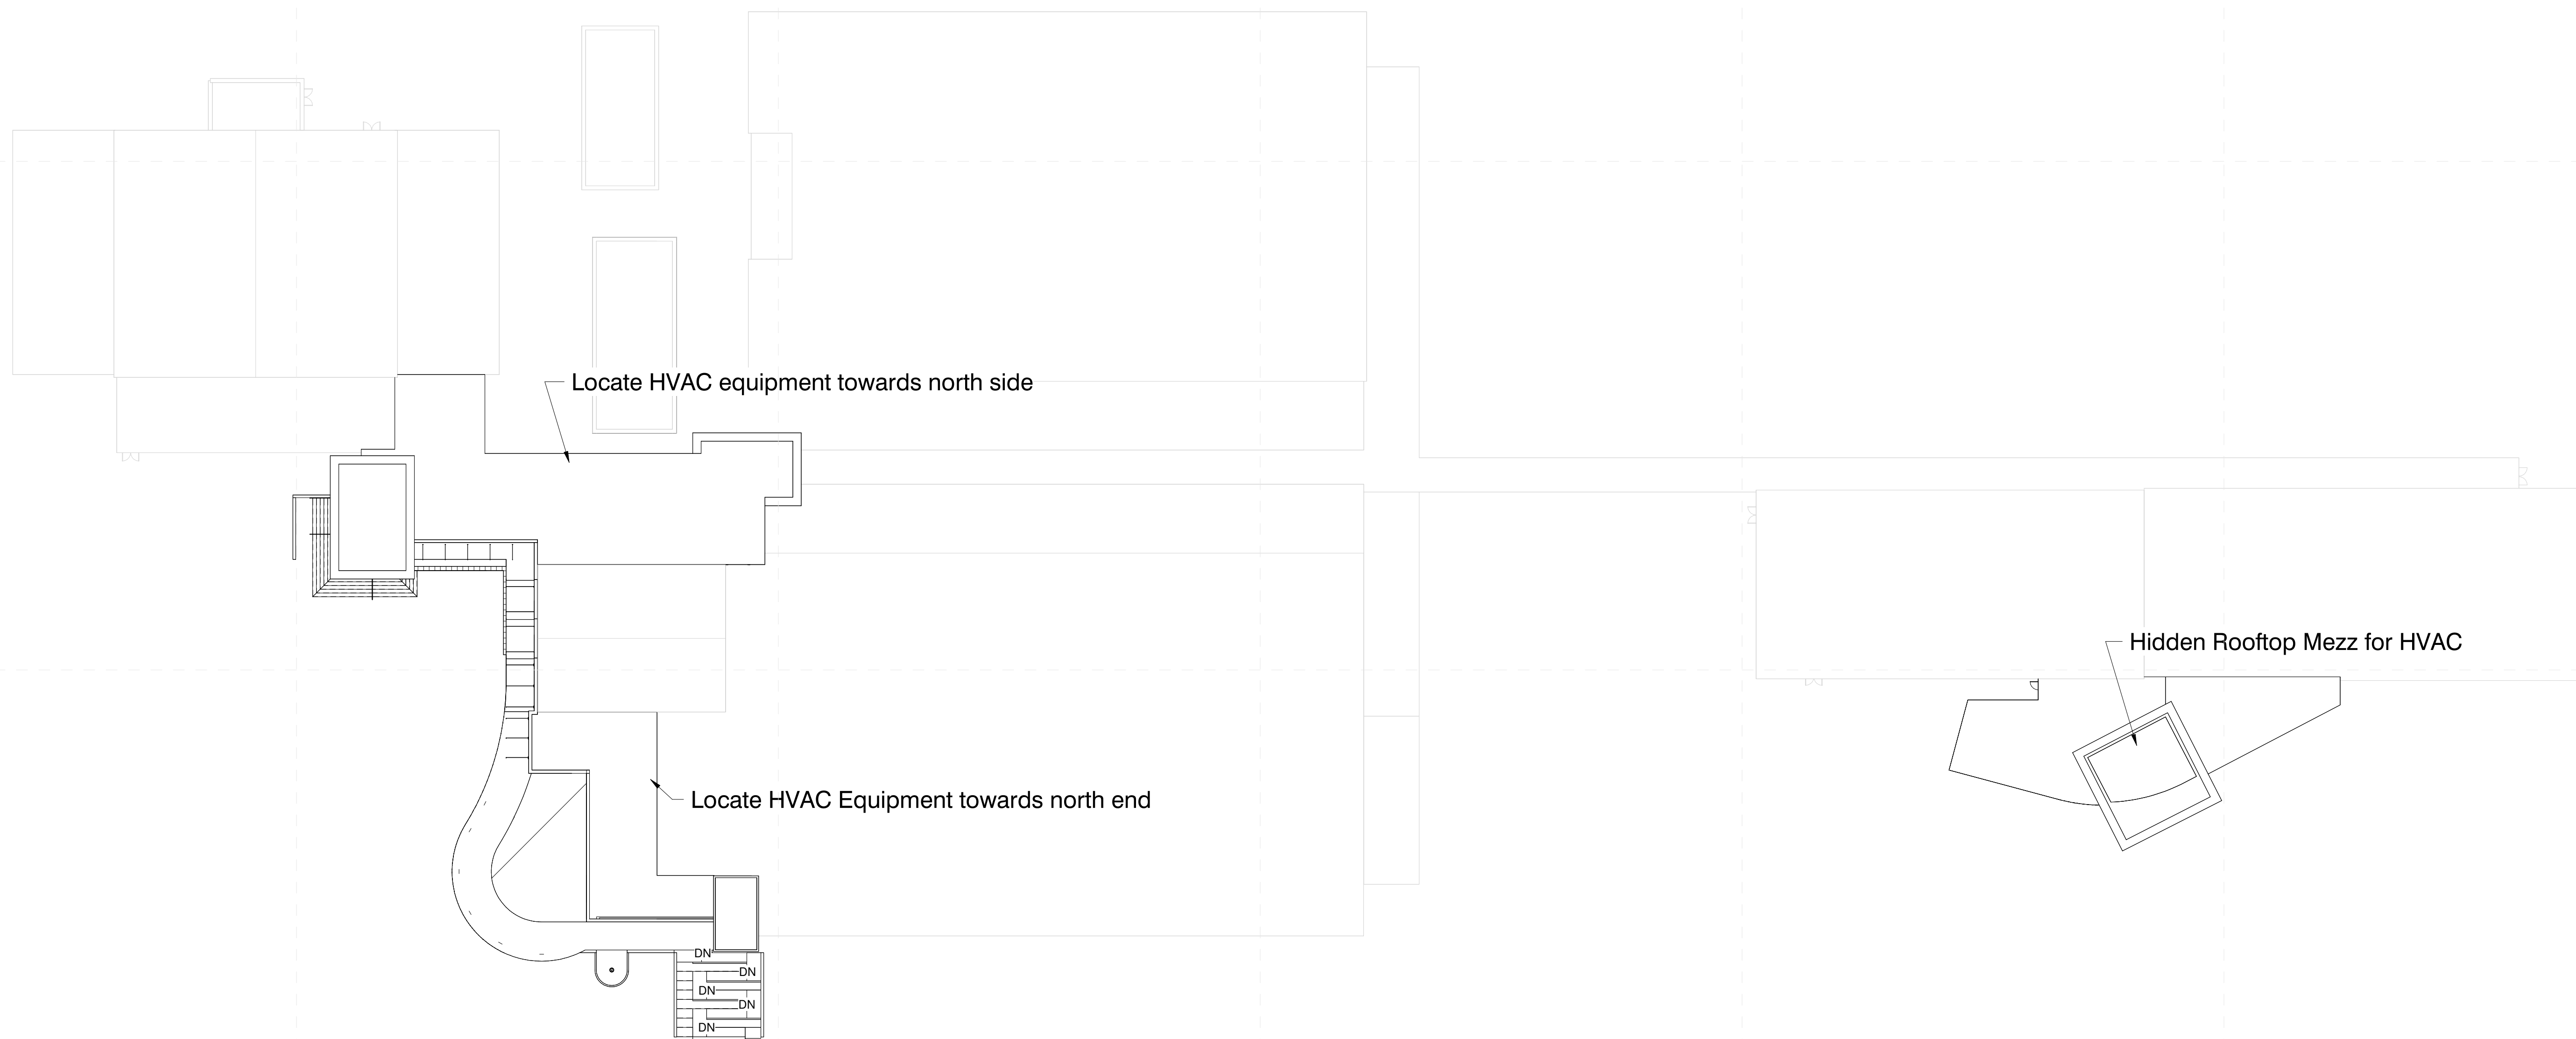 Locate HVAC equipment towards north side
Hidden Rooftop Mezz for HVAC
Locate HVAC Equipment towards north end
DN
DN
DN
DN
DN